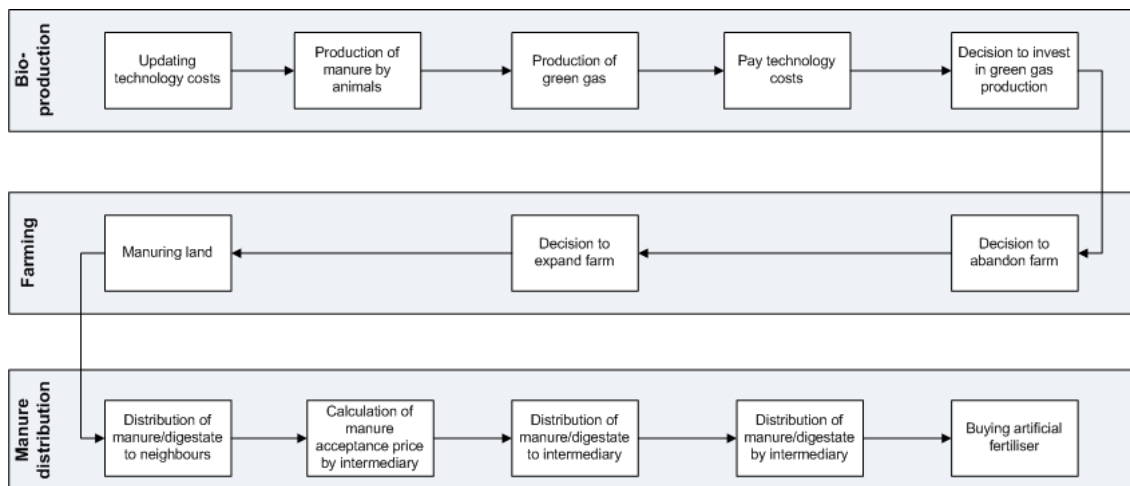 Bio-
production
Updating
technology costs
Production of
manure by
animals
Production of
green gas
Pay technology
costs
Decision to invest
in green gas
production
Farming
Manuring land
Decision to
expand farm
Decision to
abandon farm
Manure
distribution
Distribution of
manure/digestate
to neighbours
Calculation of
manure
acceptance price
by intermediary
Distribution of
manure/digestate
to intermediary
Distribution of
manure/digestate
by intermediary
Buying artificial
fertiliser